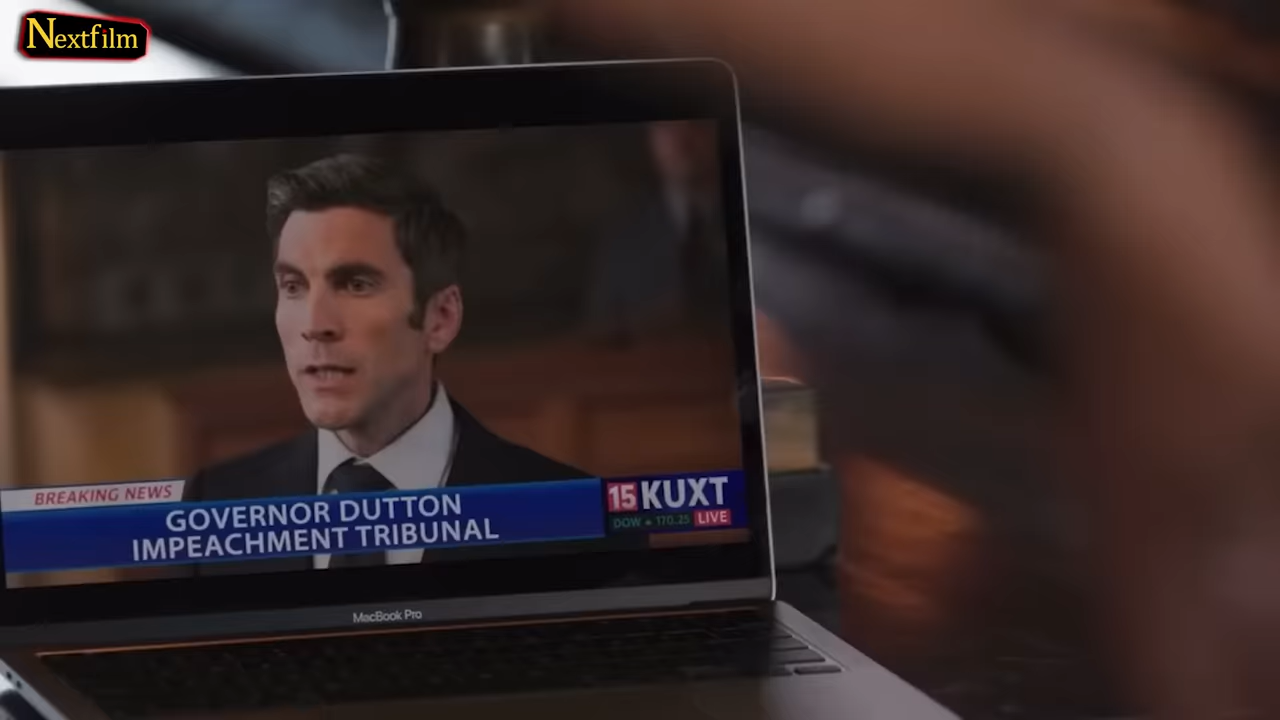 Nextfilm
BREAKING NEWS
GOVERNOR DUTTON
IMPEACHMENT TRIBUNAL
15 KUXT
DOW 170.25 LIVE
MacBook Pro